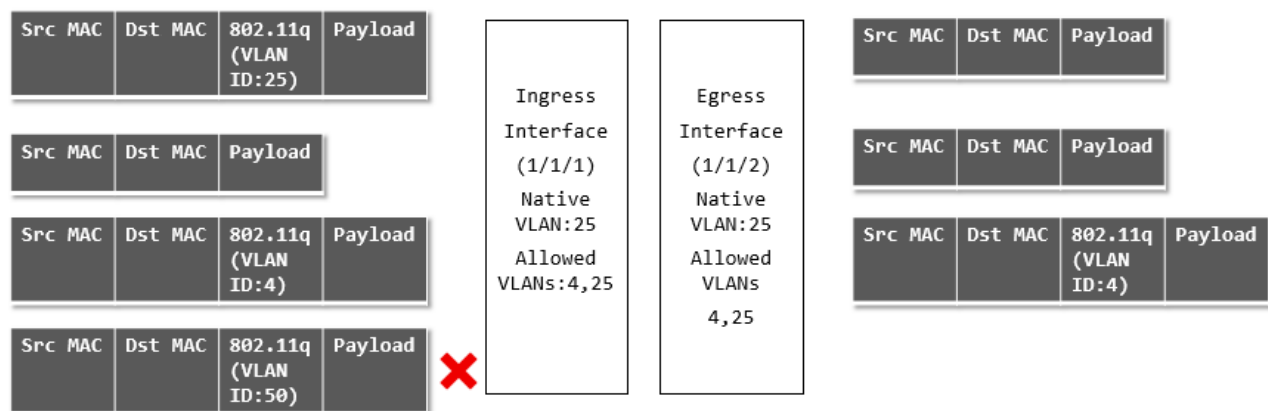 Src MAC Dst MAC 802.11q Payload
(VLAN
ID:25)
Src MAC Dst MAC Payload
Src MAC Dst MAC 802.11q Payload
(VLAN
ID:4)
Src MAC Dst MAC 802.11q Payload
(VLAN
ID:50)
Ingress
Interface
(1/1/1)
Native
VLAN:25
Allowed
VLANs:4,25
Egress
Interface
(1/1/2)
Native
VLAN:25
Allowed
VLANs
4,25
Src MAC Dst MAC Payload
Src MAC Dst MAC Payload
Src MAC Dst MAC 802.11q Payload
(VLAN
ID:4)